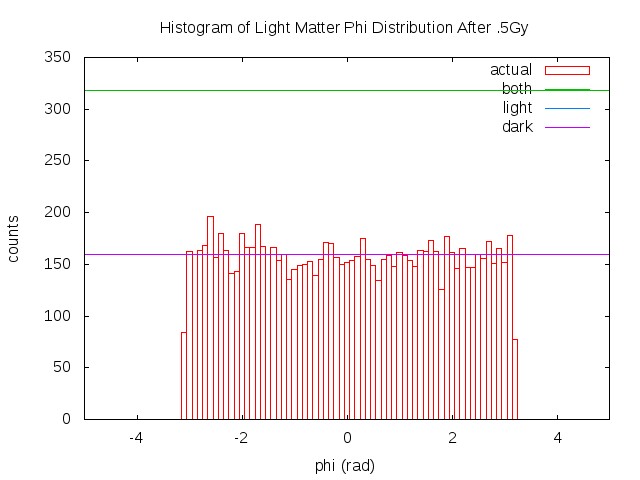 Histogram of Light Matter Phi Distribution After .5Gy
350
300
250
200
150
100
50
0
counts
actual
both
light
dark
-4
-2
0
2
4
phi (rad)